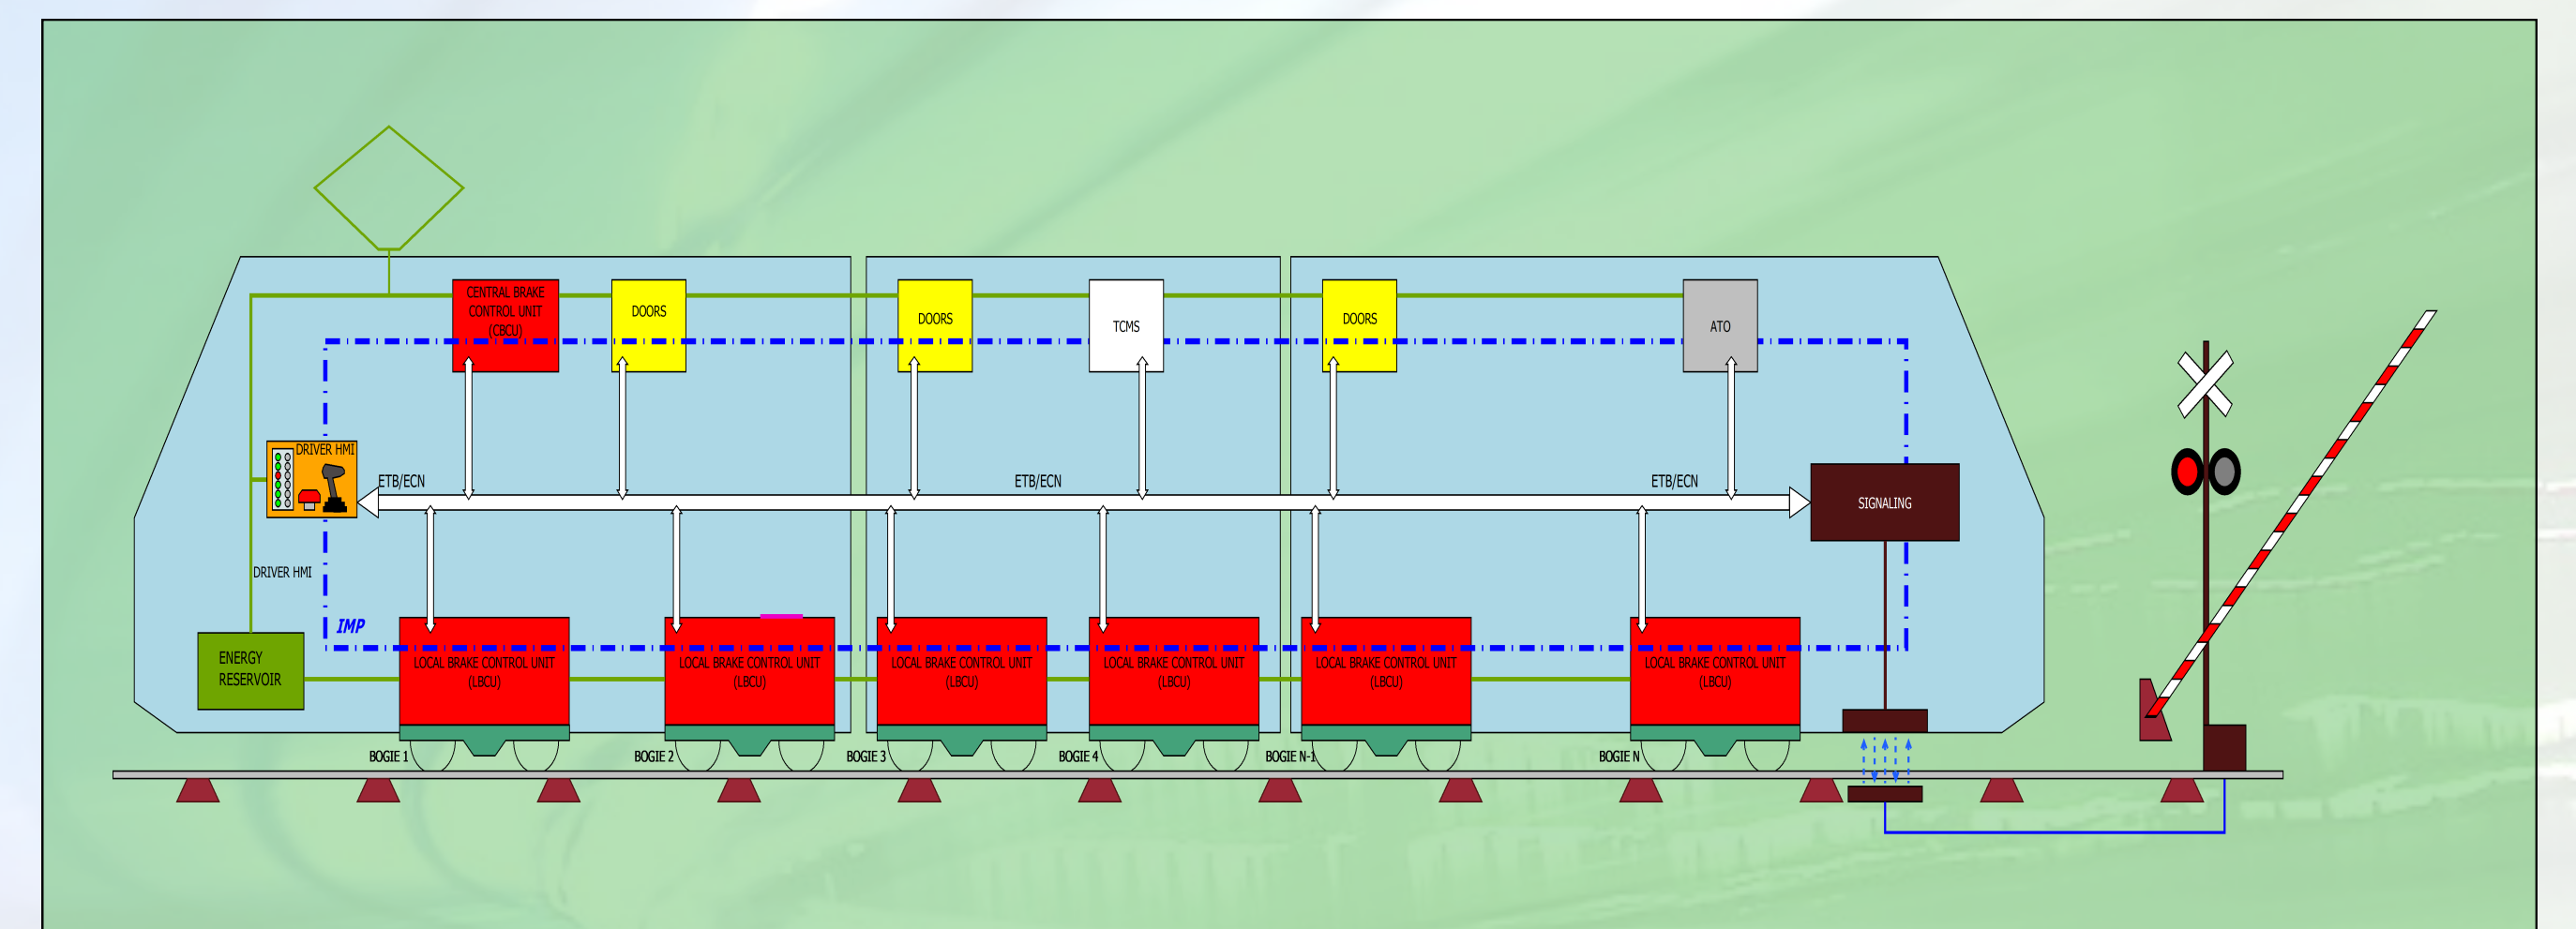 CENTRAL BRAKE
CONTROL UNIT
(CBCU)
DOORS
DOORS
TCMS
DOORS
ATO
DRIVER HMI
ETB/ECN
ETB/ECN
ETB/ECN
SIGNALING
DRIVER HMI
IMP
ENERGY
RESERVOIR
LOCAL BRAKE CONTROL UNIT
(LBCU)
LOCAL BRAKE CONTROL UNIT
(LBCU)
LOCAL BRAKE CONTROL UNIT
(LBCU)
LOCAL BRAKE CONTROL UNIT
(LBCU)
LOCAL BRAKE CONTROL UNIT
(LBCU)
LOCAL BRAKE CONTROL UNIT
(LBCU)
BOGIE 1
BOGIE 2
BOGIE 3
BOGIE 4
BOGIE N-1
BOGIE N